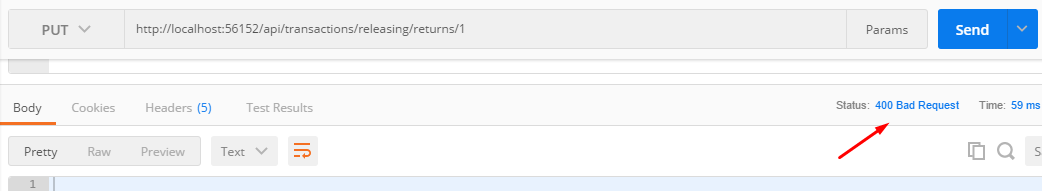 PUT http://localhost:56152/api/transactions/releasing/returns/1 Params Send
Body Cookies Headers (5) Test Results Status: 400 Bad Request Time: 59 ms
Pretty Raw Preview Text
1